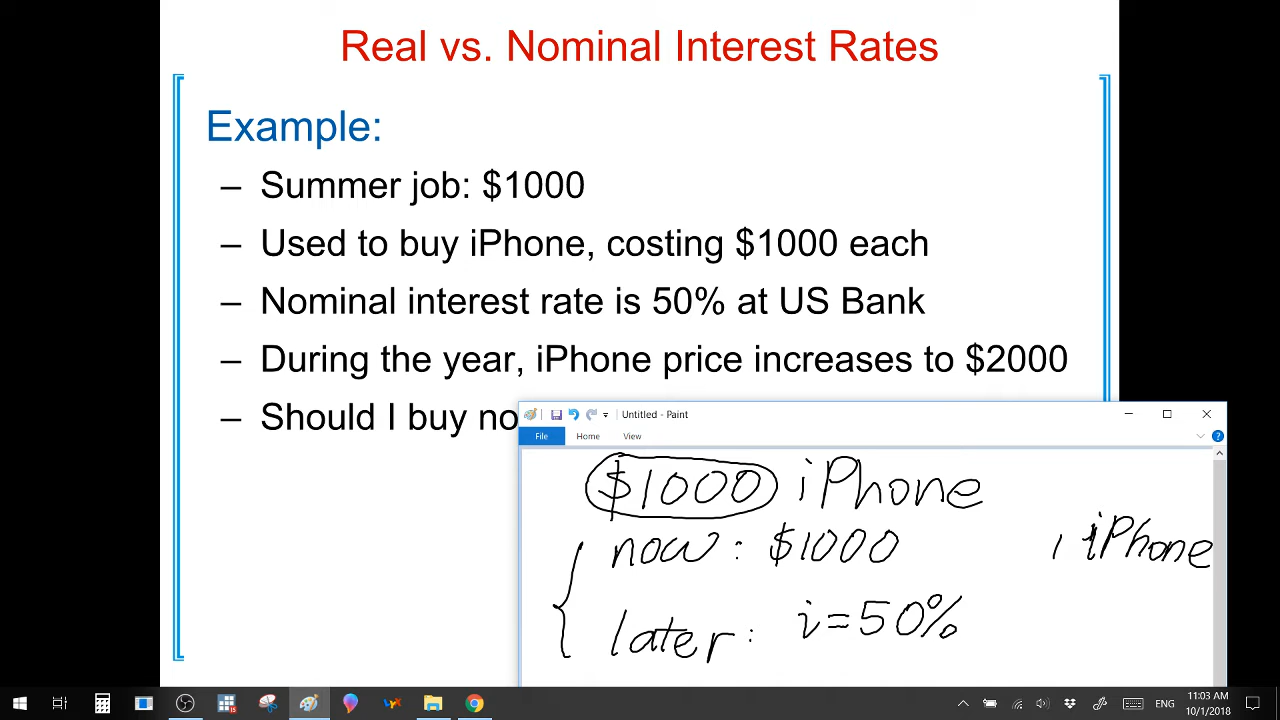 Real vs. Nominal Interest Rates
Example:
– Summer job: $1000
– Used to buy iPhone, costing $1000 each
– Nominal interest rate is 50% at US Bank
– During the year, iPhone price increases to $2000
– Should I buy no
Untitled - Paint
File Home View
$1000 iPhone
now: $1000 1 iPhone
later: i=50%
ENG
11:03 AM
10/1/2018